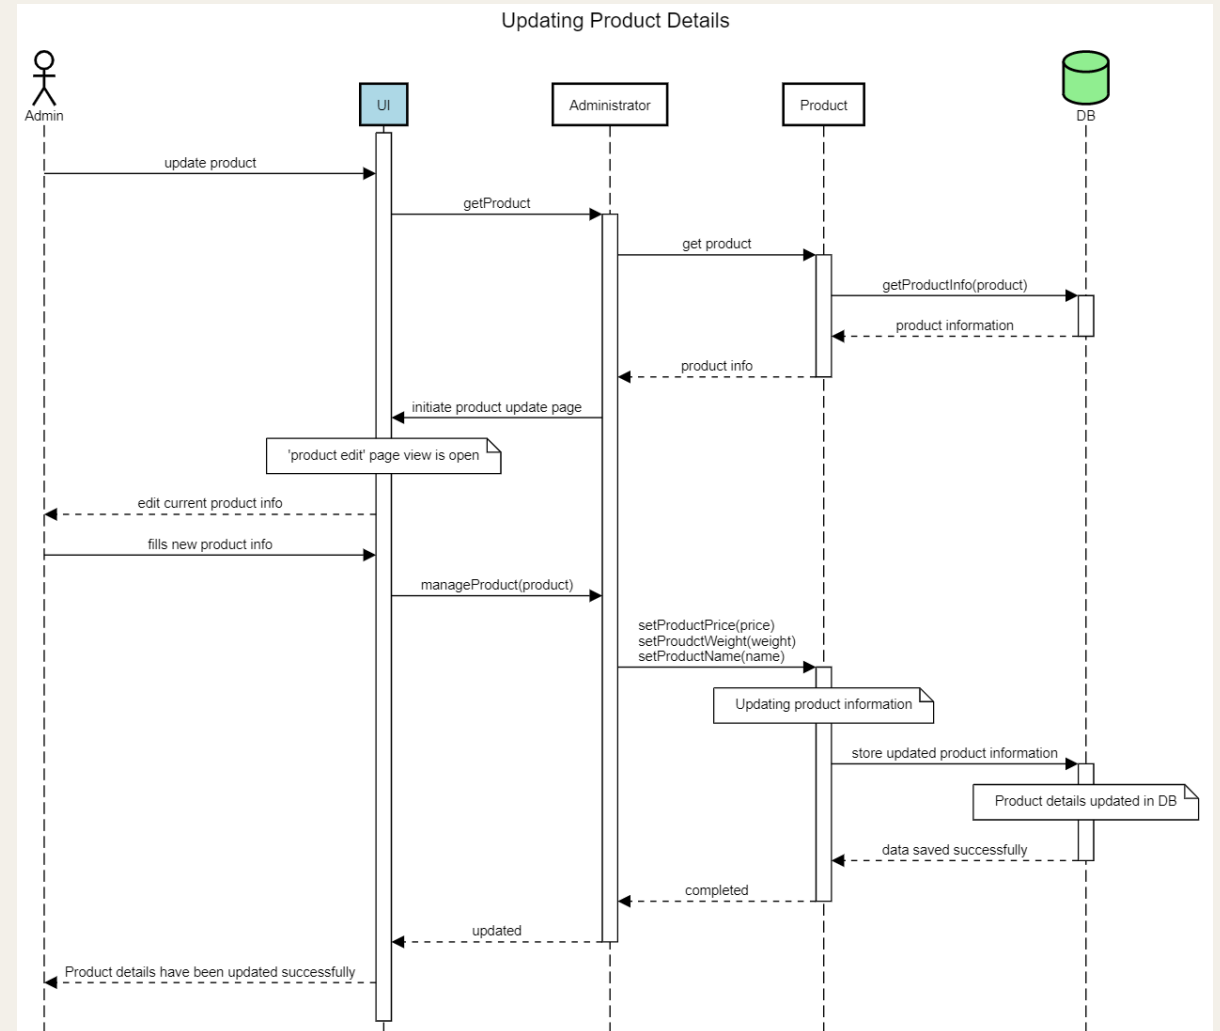 Updating Product Details
Admin
UI
Administrator
Product
DB
update product
getProduct
get product
getProductInfo(product)
product information
product info
initiate product update page
'product edit' page view is open
edit current product info
fills new product info
manageProduct(product)
setProductPrice(price)
setProudctWeight(weight)
setProductName(name)
Updating product information
store updated product information
Product details updated in DB
data saved successfully
completed
updated
Product details have been updated successfully